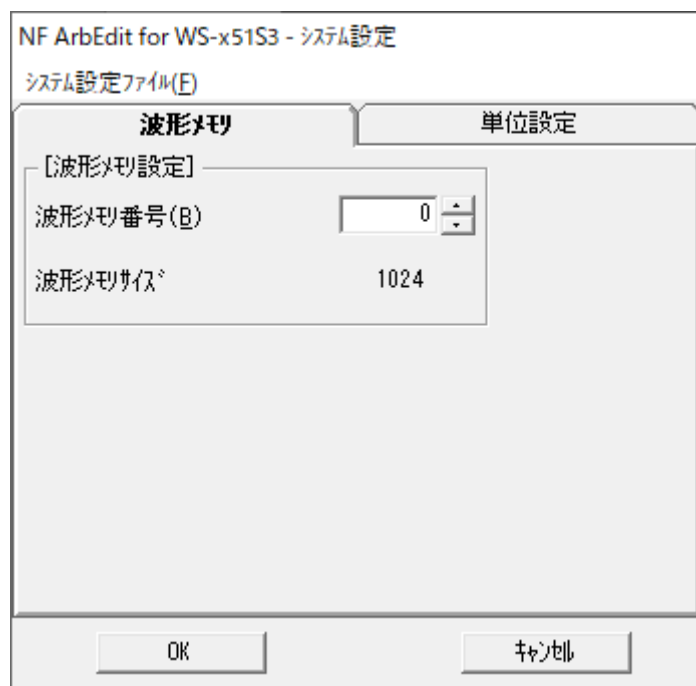 NF ArbEdit for WS-x51S3 - ｼｽﾃﾑ設定
ｼｽﾃﾑ設定ﾌｧｲﾙ(F)
波形ﾒﾓﾘ
単位設定
[波形ﾒﾓﾘ設定]
波形ﾒﾓﾘ番号(B) 0
波形ﾒﾓﾘｻｲｽﾞ 1024
OK
ｷｬﾝｾﾙ